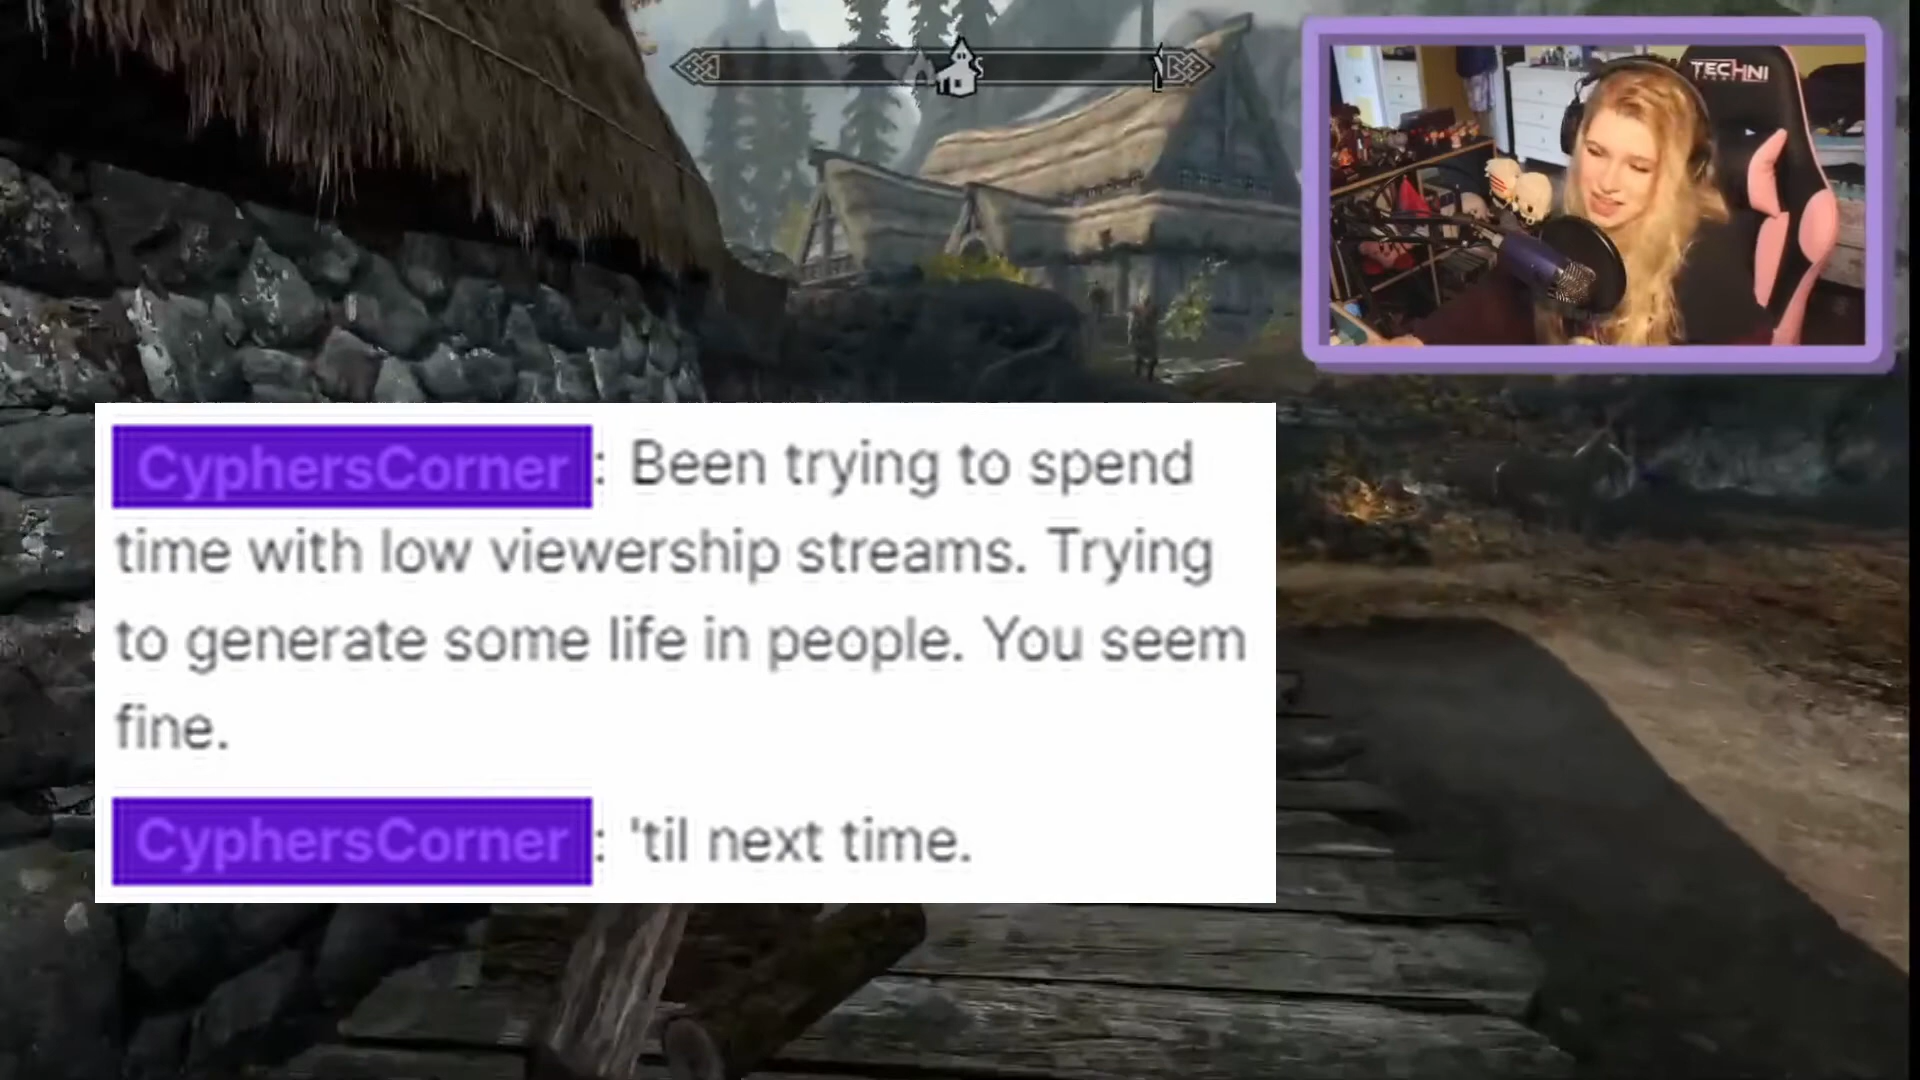 TECHNI
S
CyphersCorner: Been trying to spend
time with low viewership streams. Trying
to generate some life in people. You seem
fine.
CyphersCorner: 'til next time.